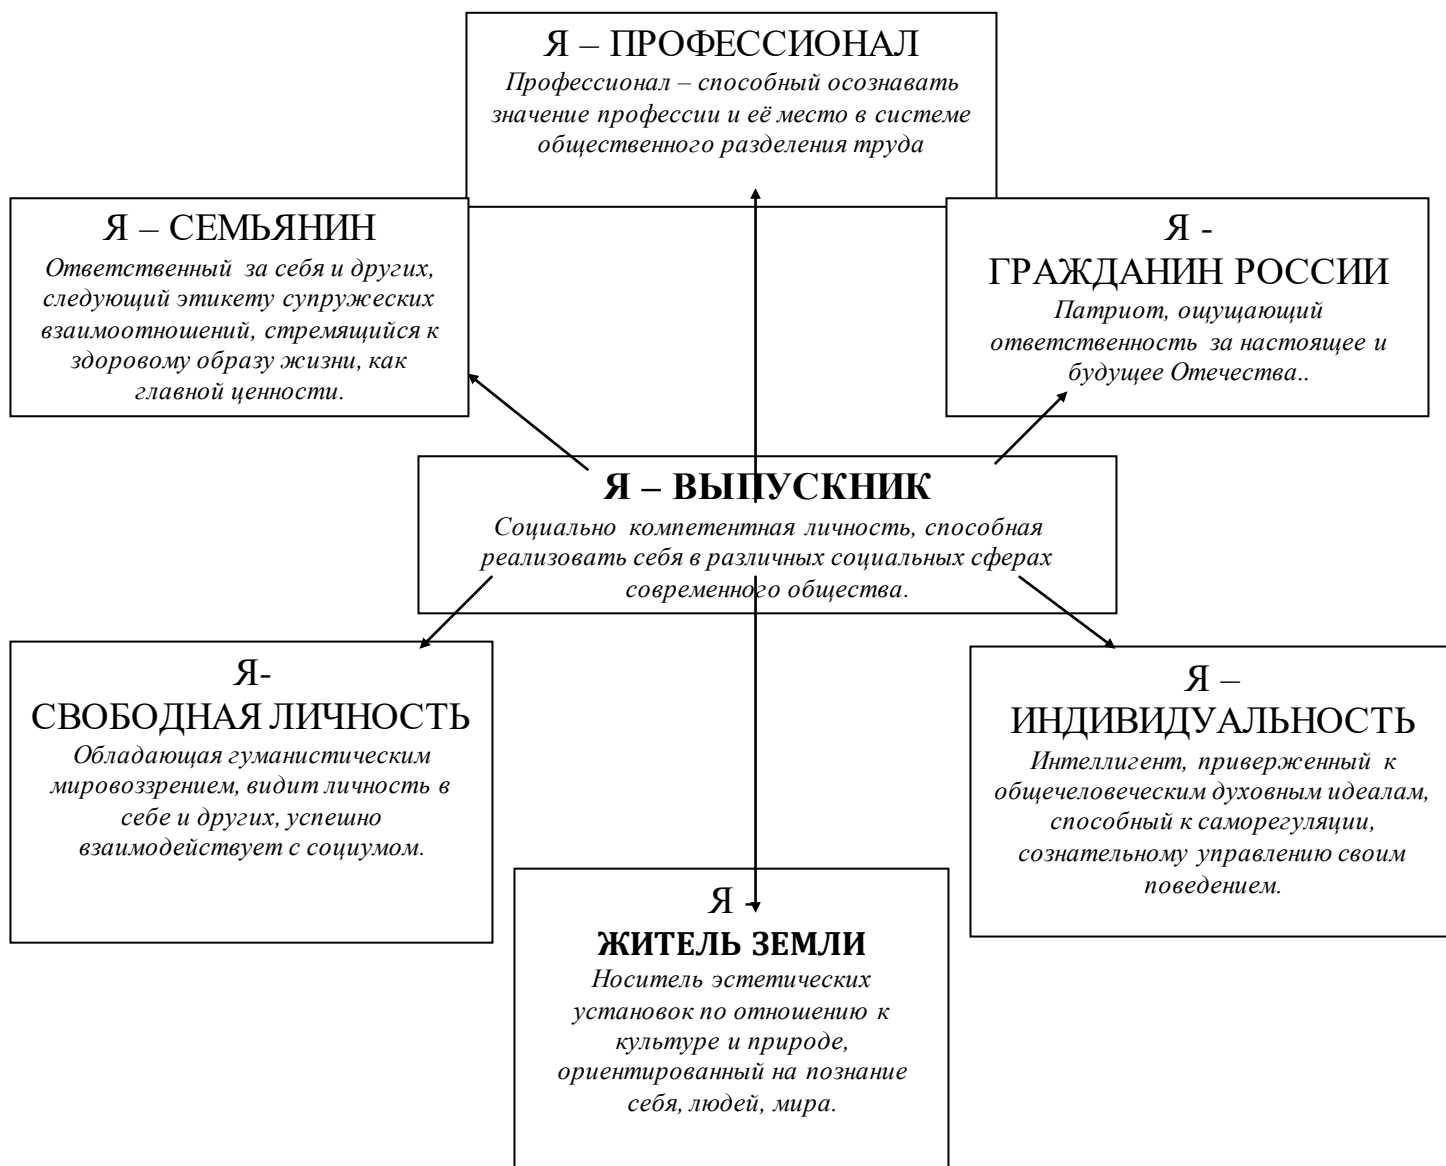 Я – ПРОФЕССИОНАЛ
Профессионал – способный осознавать
значение профессии и её место в системе
общественного разделения труда
Я – СЕМЬЯНИН
Ответственный за себя и других,
следующий этикету супружеских
взаимоотношений, стремящийся к
здоровому образу жизни, как
главной ценности.
Я -
ГРАЖДАНИН РОССИИ
Патриот, ощущающий
ответственность за настоящее и
будущее Отечества..
Я – ВЫПУСКНИК
Социально компетентная личность, способная
реализовать себя в различных социальных сферах
современного общества.
Я-
СВОБОДНАЯ ЛИЧНОСТЬ
Обладающая гуманистическим
мировоззрением, видит личность в
себе и других, успешно
взаимодействует с социумом.
Я –
ИНДИВИДУАЛЬНОСТЬ
Интеллигент, приверженный к
общечеловеческим духовным идеалам,
способный к саморегуляции,
сознательному управлению своим
поведением.
Я -
ЖИТЕЛЬ ЗЕМЛИ
Носитель эстетических
установок по отношению к
культуре и природе,
ориентированный на познание
себя, людей, мира.